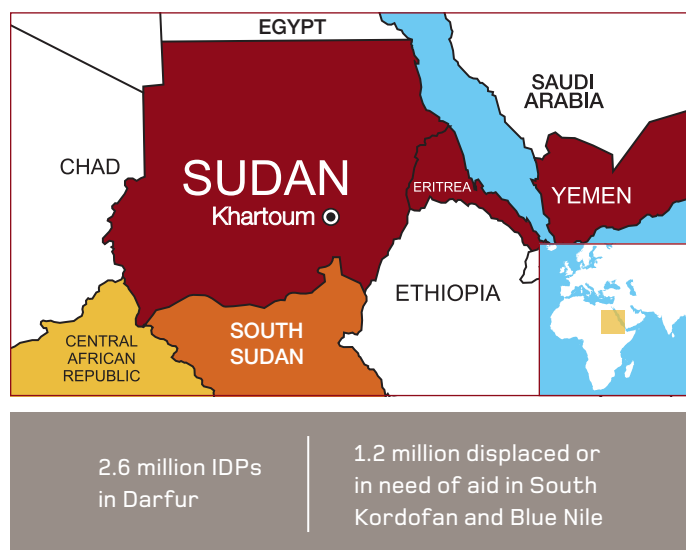 EGYPT
SAUDI
ARABIA
CHAD
SUDAN
ERITREA
YEMEN
Khartoum
ETHIOPIA
SOUTH
SUDAN
CENTRAL
AFRICAN
REPUBLIC
2.6 million IDPs
in Darfur
1.2 million displaced or
in need of aid in South
Kordofan and Blue Nile